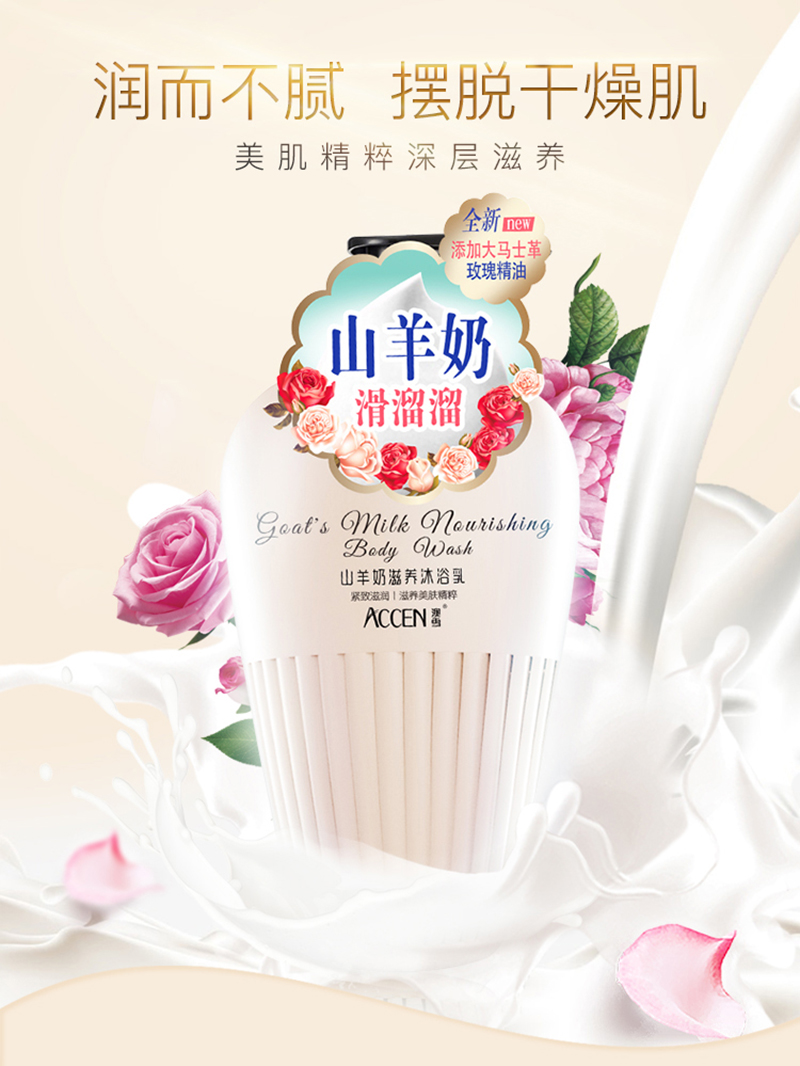 润而不腻 摆脱干燥肌
美肌精粹深层滋养
全新 new
添加大马士革
玫瑰精油
山羊奶
滑溜溜
Goat's Milk Nourishing
Body Wash
山羊奶滋养沐浴乳
紧致滋润丨滋养美肤精粹
ACCEN 澳雪®